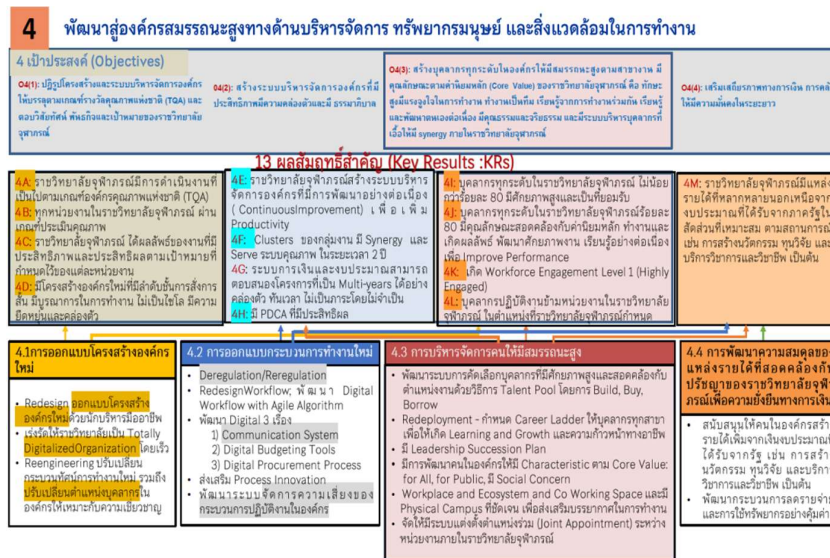 4
พัฒนาสู่องค์กรสมรรถนะสูงทางด้านบริหารจัดการ ทรัพยากรมนุษย์ และสิ่งแวดล้อมในการทำงาน
4 เป้าประสงค์ (Objectives)
O4(1): ปฏิรูปโครงสร้างและระบบบริหารจัดการองค์กร
ให้บรรลุตามเกณฑ์รางวัลคุณภาพแห่งชาติ (TQA) และ
ตอบวิสัยทัศน์ พันธกิจและเป้าหมายของราชวิทยาลัย
จุฬาภรณ์
O4(2): สร้างระบบบริหารจัดการองค์กรที่มี
ประสิทธิภาพมีความคล่องตัวและมี ธรรมาภิบาล
O4(3): สร้างบุคลากรทุกระดับในองค์กรให้มีสมรรถนะสูงตามสาขางาน มี
คุณลักษณะตามค่านิยมหลัก (Core Value) ของราชวิทยาลัยจุฬาภรณ์ คือ ทักษะ
สูงมีแรงจูงใจในการทำงาน ทำงานเป็นทีม เรียนรู้จากการทำงานร่วมกัน เรียนรู้
และพัฒนาตนเองต่อเนื่อง มีคุณธรรมและจริยธรรม และมีระบบบริหารบุคลากรที่
เอื้อให้มี synergy ภายในราชวิทยาลัยจุฬาภรณ์
O4(4): เสริมเสถียรภาพทางการเงิน การคลัง
ให้มีความมั่นคงในระยะยาว
13 ผลสัมฤทธิ์สำคัญ (Key Results :KRs)
4A: ราชวิทยาลัยจุฬาภรณ์มีการดำเนินงานที่
เป็นไปตามเกณฑ์องค์กรคุณภาพแห่งชาติ (TQA)
4B: ทุกหน่วยงานในราชวิทยาลัยจุฬาภรณ์ ผ่าน
เกณฑ์ประเมินคุณภาพ
4C: ราชวิทยาลัยจุฬาภรณ์ ได้ผลลัพธ์ของงานที่มี
ประสิทธิภาพและประสิทธิผลตามเป้าหมายที่
กำหนดไว้ของแต่ละหน่วยงาน
4D: มีโครงสร้างองค์กรใหม่ที่มีลำดับชั้นการสั่งการ
สั้น มีบูรณาการในการทำงาน ไม่เป็นไซโล มีความ
ยืดหยุ่นและคล่องตัว
4E: ราชวิทยาลัยจุฬาภรณ์สร้างระบบบริหาร
จัดการองค์กรที่มีการพัฒนาอย่างต่อเนื่อง
( ContinuousImprovement) เพื่อเพิ่ม
Productivity
4F: Clusters ของกลุ่มงาน มี Synergy และ
Serve ระบบคุณภาพ ในระยะเวลา 2 ปี
4G: ระบบการเงินและงบประมาณสามารถ
ตอบสนองโครงการที่เป็น Multi-years ได้อย่าง
คล่องตัว ทันเวลา ไม่เป็นภาระโดยไม่จำเป็น
4H: มี PDCA ที่มีประสิทธิผล
4I: บุคลากรทุกระดับในราชวิทยาลัยจุฬาภรณ์ ไม่น้อย
กว่าร้อยละ 80 มีศักยภาพสูงและเป็นที่ยอมรับ
4J: บุคลากรทุกระดับในราชวิทยาลัยจุฬาภรณ์ร้อยละ
80 มีคุณลักษณะสอดคล้องกับค่านิยมหลัก ทำงานและ
เกิดผลลัพธ์ พัฒนาศักยภาพงาน เรียนรู้อย่างต่อเนื่อง
เพื่อ Improve Performance
4K: เกิด Workforce Engagement Level 1 (Highly
Engaged)
4L: บุคลากรปฏิบัติงานข้ามหน่วยงานในราชวิทยาลัย
จุฬาภรณ์ ในตำแหน่งที่ราชวิทยาลัยจุฬาภรณ์กำหนด
4M: ราชวิทยาลัยจุฬาภรณ์มีแหล่ง
รายได้ที่หลากหลายนอกเหนือจาก
งบประมาณที่ได้รับจากภาครัฐใน
สัดส่วนที่เหมาะสม ตามสถานการณ์
เช่น การสร้างนวัตกรรม ทุนวิจัย และ
บริการวิชาการและวิชาชีพ เป็นต้น
4.1การออกแบบโครงสร้างองค์กร
ใหม่
• Redesign ออกแบบโครงสร้าง
องค์กรใหม่ด้วยนักบริหารมืออาชีพ
• เร่งรัดให้ราชวิทยาลัยเป็น Totally
DigitalizedOrganization โดยเร็ว
• Reengineering ปรับเปลี่ยน
กระบวนทัศน์การทำงานใหม่ รวมถึง
ปรับเปลี่ยนตำแหน่งบุคลากรใน
องค์กรให้เหมาะกับความเชี่ยวชาญ
4.2 การออกแบบกระบวนการทำงานใหม่
• Deregulation/Reregulation
• RedesignWorkflow; พัฒนา Digital
Workflow with Agile Algorithm
• พัฒนา Digital 3 เรื่อง
1) Communication System
2) Digital Budgeting Tools
3) Digital Procurement Process
• ส่งเสริม Process Innovation
• พัฒนาระบบจัดการความเสี่ยงของ
กระบวนการปฏิบัติงานในองค์กร
4.3 การบริหารจัดการคนให้มีสมรรถนะสูง
• พัฒนาระบบการคัดเลือกบุคลากรที่มีศักยภาพสูงและสอดคล้องกับ
ตำแหน่งงานด้วยวิธีการ Talent Pool โดยการ Build, Buy,
Borrow
• Redeployment - กำหนด Career Ladder ให้บุคลากรทุกสาขา
เพื่อให้เกิด Learning and Growth และความก้าวหน้าทางอาชีพ
• มี Leadership Succession Plan
• มีการพัฒนาคนในองค์กรให้มี Characteristic ตาม Core Value:
for All, for Public, มี Social Concern
• Workplace and Ecosystem and Co Working Space และมี
Physical Campus ที่ชัดเจน เพื่อส่งเสริมบรรยากาศในการทำงาน
• จัดให้มีระบบแต่งตั้งตำแหน่งร่วม (Joint Appointment) ระหว่าง
หน่วยงานภายในราชวิทยาลัยจุฬาภรณ์
4.4 การพัฒนาความสมดุลของ
แหล่งรายได้ที่สอดคล้องกับ
ปรัชญาของราชวิทยาลัยจุฬา
ภรณ์เพื่อความยั่งยืนทางการเงิน
• สนับสนุนให้คนในองค์กรสร้าง
รายได้เพิ่มจากเงินงบประมาณที่
ได้รับจากรัฐ เช่น การสร้าง
นวัตกรรม ทุนวิจัย และบริการ
วิชาการและวิชาชีพ เป็นต้น
• พัฒนากระบวนการลดรายจ่าย
และการใช้ทรัพยากรอย่างคุ้มค่า